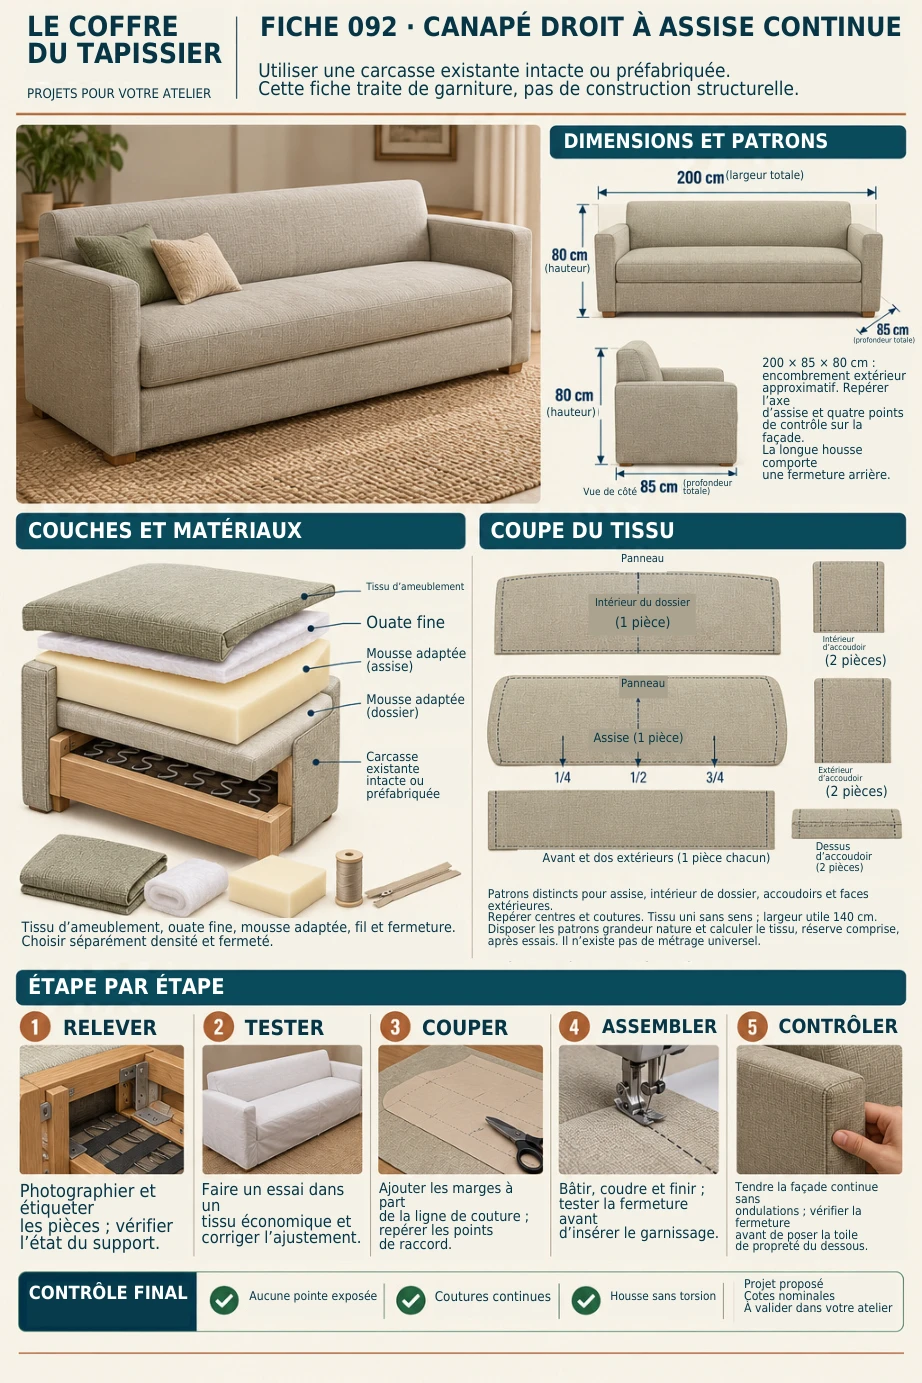 LE COFFRE
DU TAPISSIER
PROJETS POUR VOTRE ATELIER
FICHE 092 · CANAPÉ DROIT À ASSISE CONTINUE
Utiliser une carcasse existante intacte ou préfabriquée.
Cette fiche traite de garniture, pas de construction structurelle.
DIMENSIONS ET PATRONS
200 cm (largeur totale)
80 cm
(hauteur)
85 cm
(profondeur totale)
80 cm
(hauteur)
Vue de côté 85 cm (profondeur
totale)
200 × 85 × 80 cm :
encombrement extérieur
approximatif. Repérer
l’axe
d’assise et quatre points
de contrôle sur la
façade.
La longue housse
comporte
une fermeture arrière.
COUCHES ET MATÉRIAUX
Tissu d’ameublement
Ouate fine
Mousse adaptée
(assise)
Mousse adaptée
(dossier)
Carcasse
existante
intacte ou
préfabriquée
Tissu d’ameublement, ouate fine, mousse adaptée, fil et fermeture.
Choisir séparément densité et fermeté.
COUPE DU TISSU
Panneau
Intérieur du dossier
(1 pièce)
Intérieur
d’accoudoir
(2 pièces)
Panneau
Assise (1 pièce)
1/4 1/2 3/4
Extérieur
d’accoudoir
(2 pièces)
Avant et dos extérieurs (1 pièce chacun)
Dessus
d’accoudoir
(2 pièces)
Patrons distincts pour assise, intérieur de dossier, accoudoirs et faces
extérieures.
Repérer centres et coutures. Tissu uni sans sens ; largeur utile 140 cm.
Disposer les patrons grandeur nature et calculer le tissu, réserve comprise,
après essais. Il n’existe pas de métrage universel.
ÉTAPE PAR ÉTAPE
1 RELEVER
Photographier et
étiqueter
les pièces ; vérifier
l’état du support.
2 TESTER
Faire un essai dans
un
tissu économique et
corriger l’ajustement.
3 COUPER
Ajouter les marges à
part
de la ligne de couture ;
repérer les points
de raccord.
4 ASSEMBLER
Bâtir, coudre et finir ;
tester la fermeture
avant
d’insérer le garnissage.
5 CONTRÔLER
Tendre la façade continue
sans
ondulations ; vérifier la
fermeture
avant de poser la toile
de propreté du dessous.
CONTRÔLE FINAL
Aucune pointe exposée
Coutures continues
Housse sans torsion
Projet proposé
Cotes nominales
À valider dans votre atelier